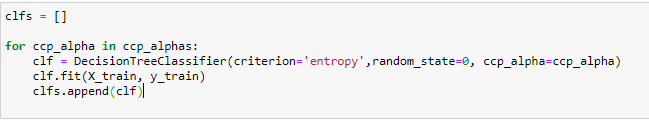 clfs = []
for ccp_alpha in ccp_alphas:
    clf = DecisionTreeClassifier(criterion='entropy',random_state=0, ccp_alpha=ccp_alpha)
    clf.fit(X_train, y_train)
    clfs.append(clf)